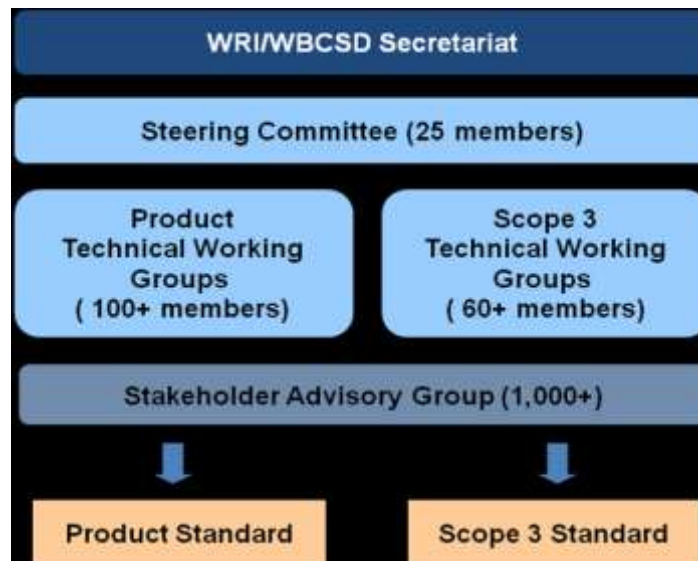 WRI/WBCSD Secretariat
Steering Committee (25 members)
Product
Technical Working
Groups
( 100+ members)
Scope 3
Technical Working
Groups
( 60+ members)
Stakeholder Advisory Group (1,000+)
Product Standard
Scope 3 Standard